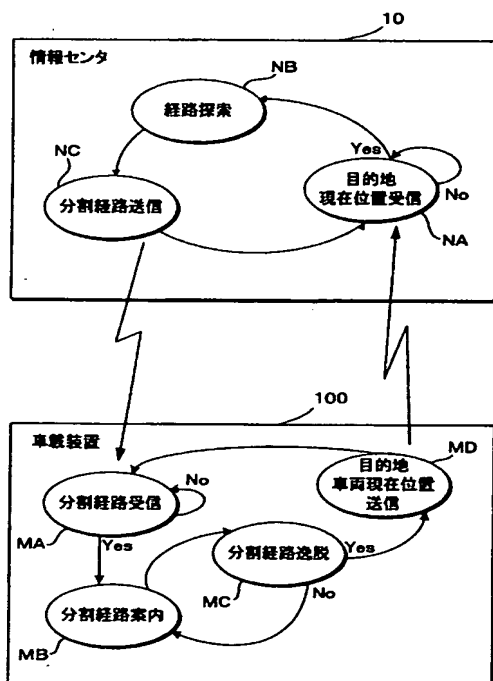 10
情報センタ
NB
経路探索
NC
Yes
目的地
現在位置受信
No
分割経路送信
NA
100
車載装置
MD
目的地
車両現在位置
送信
No
分割経路受信
分割経路逸脱
Yes
MA
Yes
MC
No
分割経路案内
MB